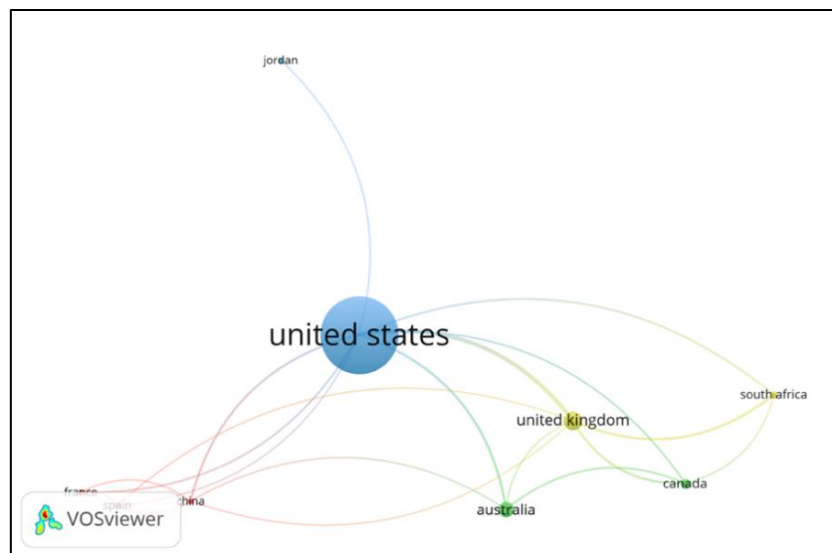 jordan
united states
south africa
united kingdom
canada
france
spain
china
australia
VOSviewer